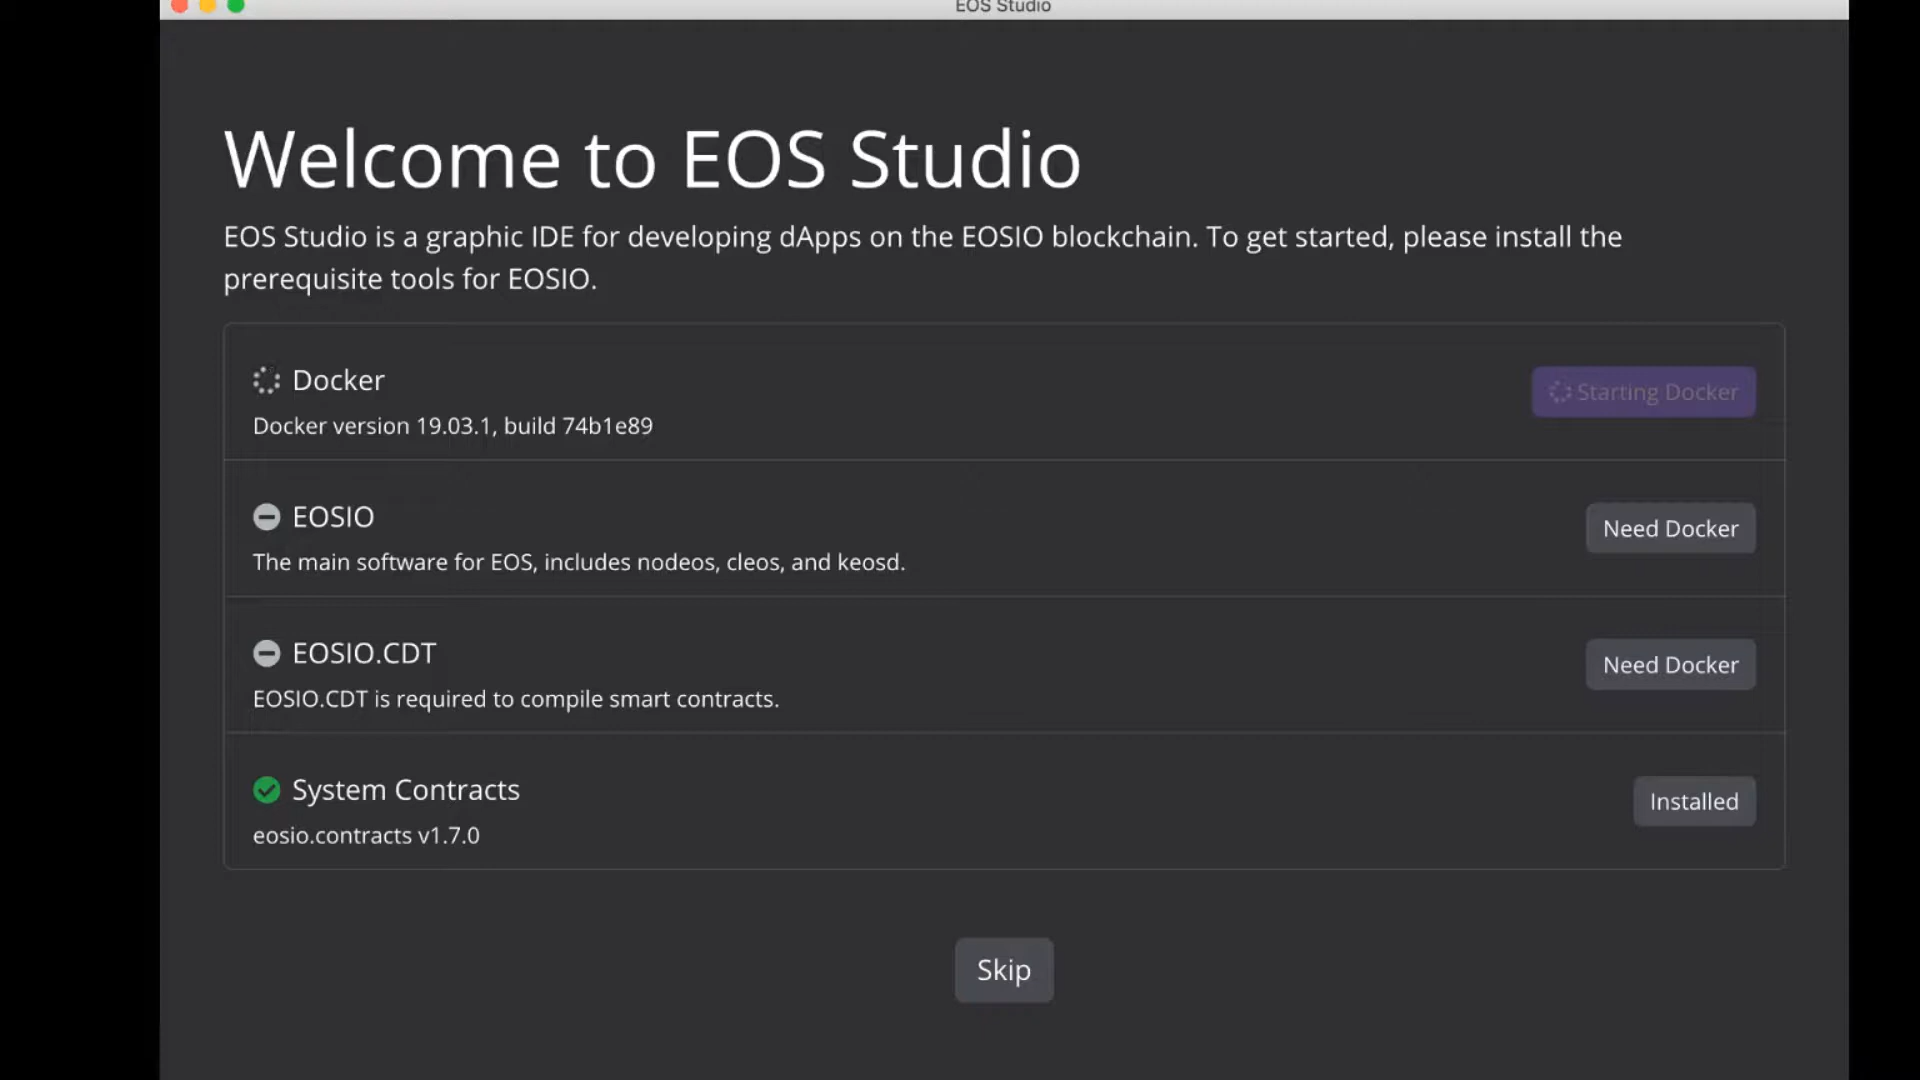 EOS Studio
Welcome to EOS Studio
EOS Studio is a graphic IDE for developing dApps on the EOSIO blockchain. To get started, please install the
prerequisite tools for EOSIO.
Docker
Starting Docker
Docker version 19.03.1, build 74b1e89
EOSIO
Need Docker
The main software for EOS, includes nodeos, cleos, and keosd.
EOSIO.CDT
Need Docker
EOSIO.CDT is required to compile smart contracts.
System Contracts
Installed
eosio.contracts v1.7.0
Skip